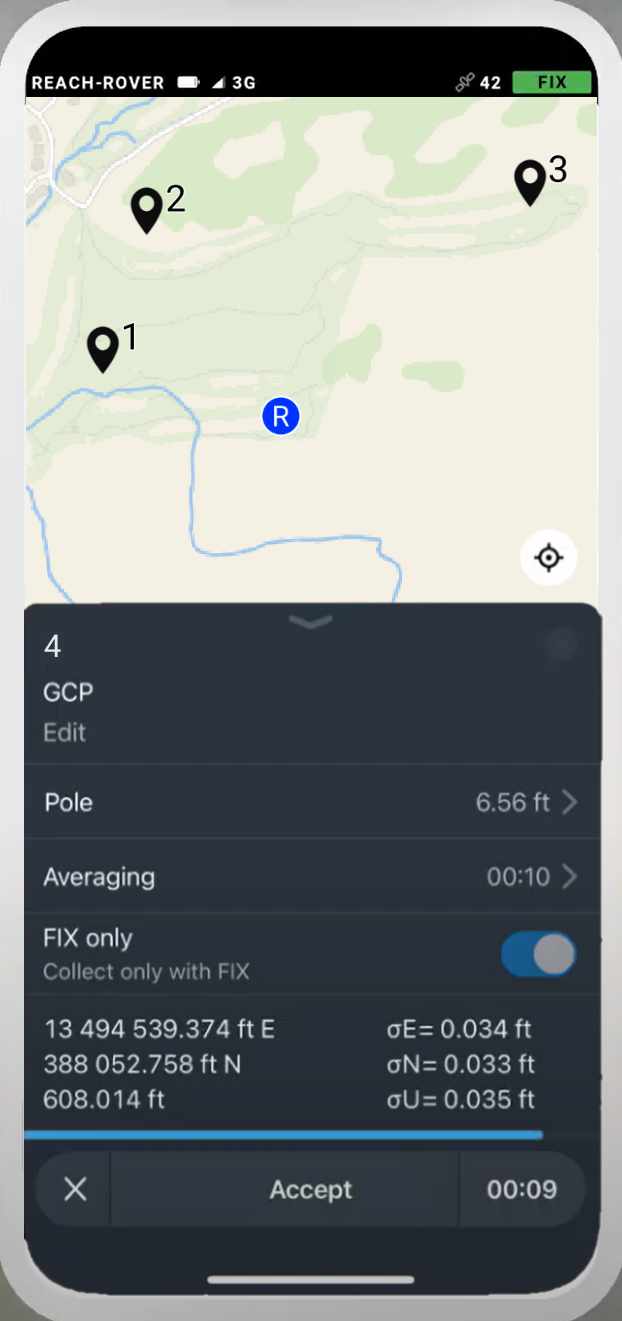 REACH-ROVER 3G 42 FIX
3
2
1
R
4
GCP
Edit
Pole 6.56 ft
Averaging 00:10
FIX only
Collect only with FIX
13 494 539.374 ft E σE= 0.034 ft
388 052.758 ft N σN= 0.033 ft
608.014 ft σU= 0.035 ft
Accept 00:09